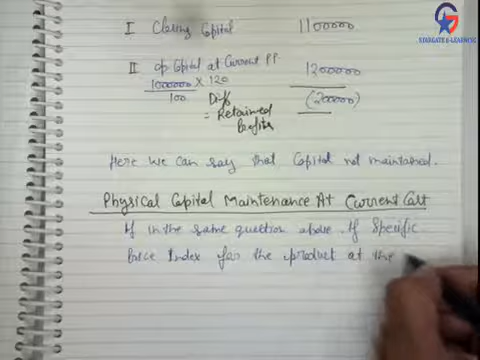 STARGATE E-LEARNING
I Closing Capital 1100000
II op Capital at Current PP 1300000
1000000 x 120
100
Diff (200000)
= Retained
Profits
Here we can say that Capital not maintained.
Physical Capital Maintenance At Current Cost
If in the same question above. If Specific
Price Index for the product at the